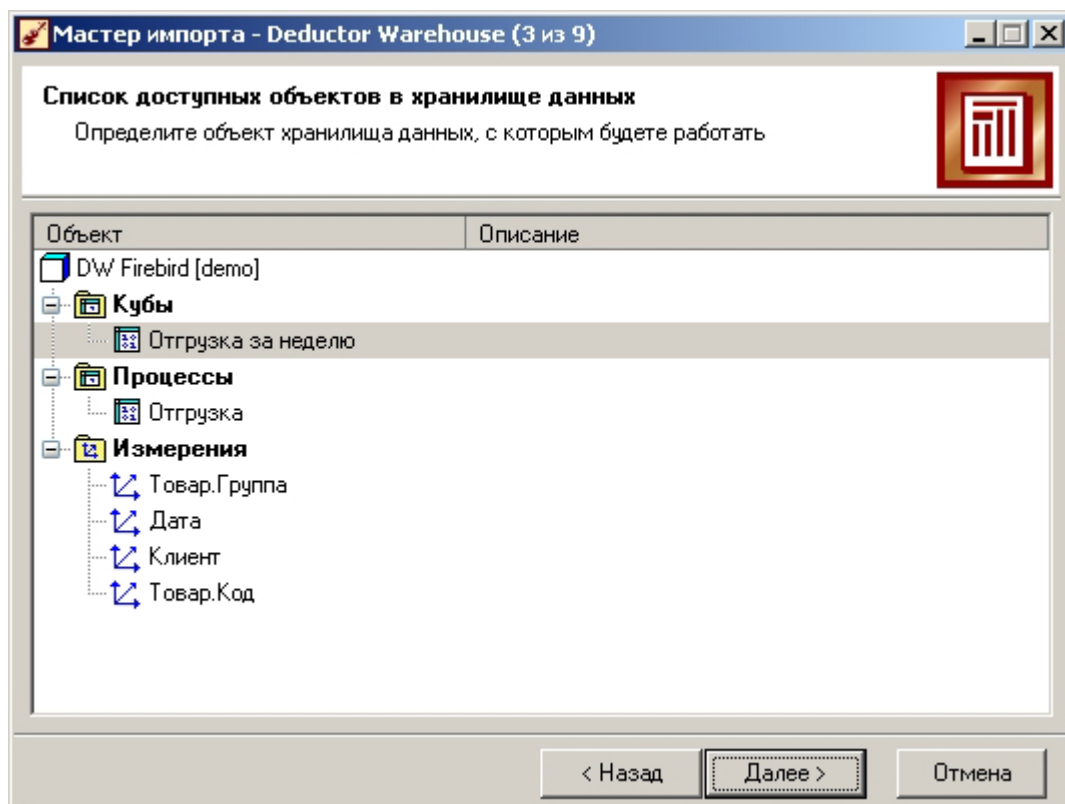 Мастер импорта - Deductor Warehouse (3 из 9)
Список доступных объектов в хранилище данных
Определите объект хранилища данных, с которым будете работать
Объект Описание
DW Firebird [demo]
Кубы
Отгрузка за неделю
Процессы
Отгрузка
Измерения
Товар.Группа
Дата
Клиент
Товар.Код
< Назад Далее > Отмена